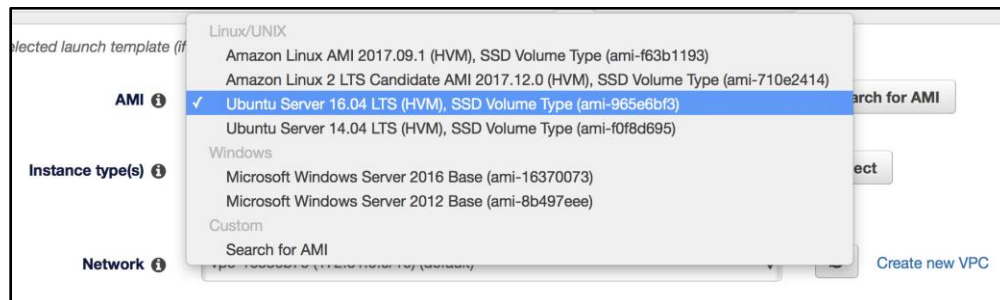 Linux/UNIX
elected launch template (if
Amazon Linux AMI 2017.09.1 (HVM), SSD Volume Type (ami-f63b1193)
Amazon Linux 2 LTS Candidate AMI 2017.12.0 (HVM), SSD Volume Type (ami-710e2414)
AMI ✓ Ubuntu Server 16.04 LTS (HVM), SSD Volume Type (ami-965e6bf3) arch for AMI
Ubuntu Server 14.04 LTS (HVM), SSD Volume Type (ami-f0f8d695)
Windows
Instance type(s) Microsoft Windows Server 2016 Base (ami-16370073) ect
Microsoft Windows Server 2012 Base (ami-8b497eee)
Custom
Search for AMI
Network (default) Create new VPC